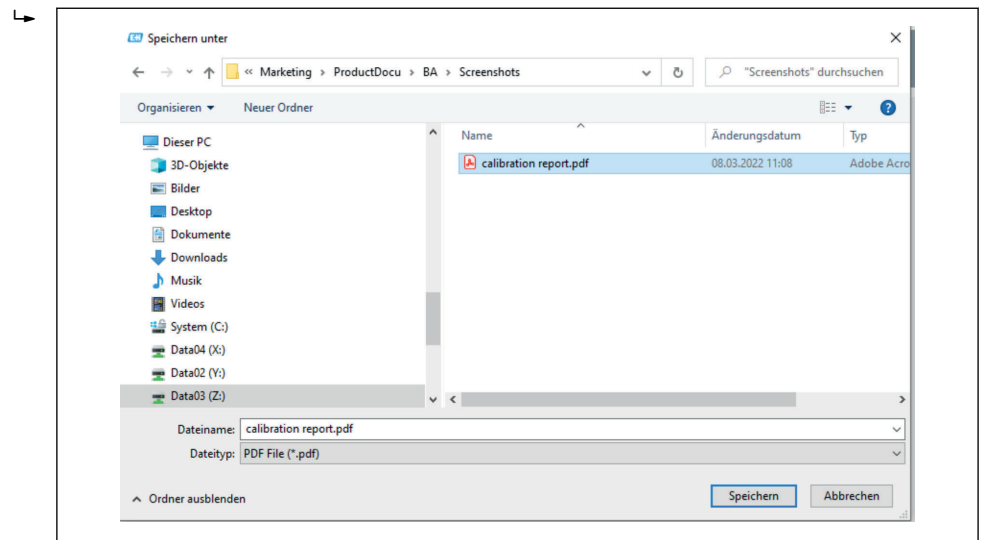 Speichern unter
« Marketing › ProductDocu › BA › Screenshots
"Screenshots" durchsuchen
Organisieren
Neuer Ordner
Name
Änderungsdatum
Typ
Dieser PC
3D-Objekte
Bilder
Desktop
Dokumente
Downloads
Musik
Videos
System (C:)
Data04 (X:)
Data02 (Y:)
Data03 (Z:)
calibration report.pdf
08.03.2022 11:08
Adobe Acro
Dateiname: calibration report.pdf
Dateityp: PDF File (*.pdf)
Ordner ausblenden
Speichern
Abbrechen